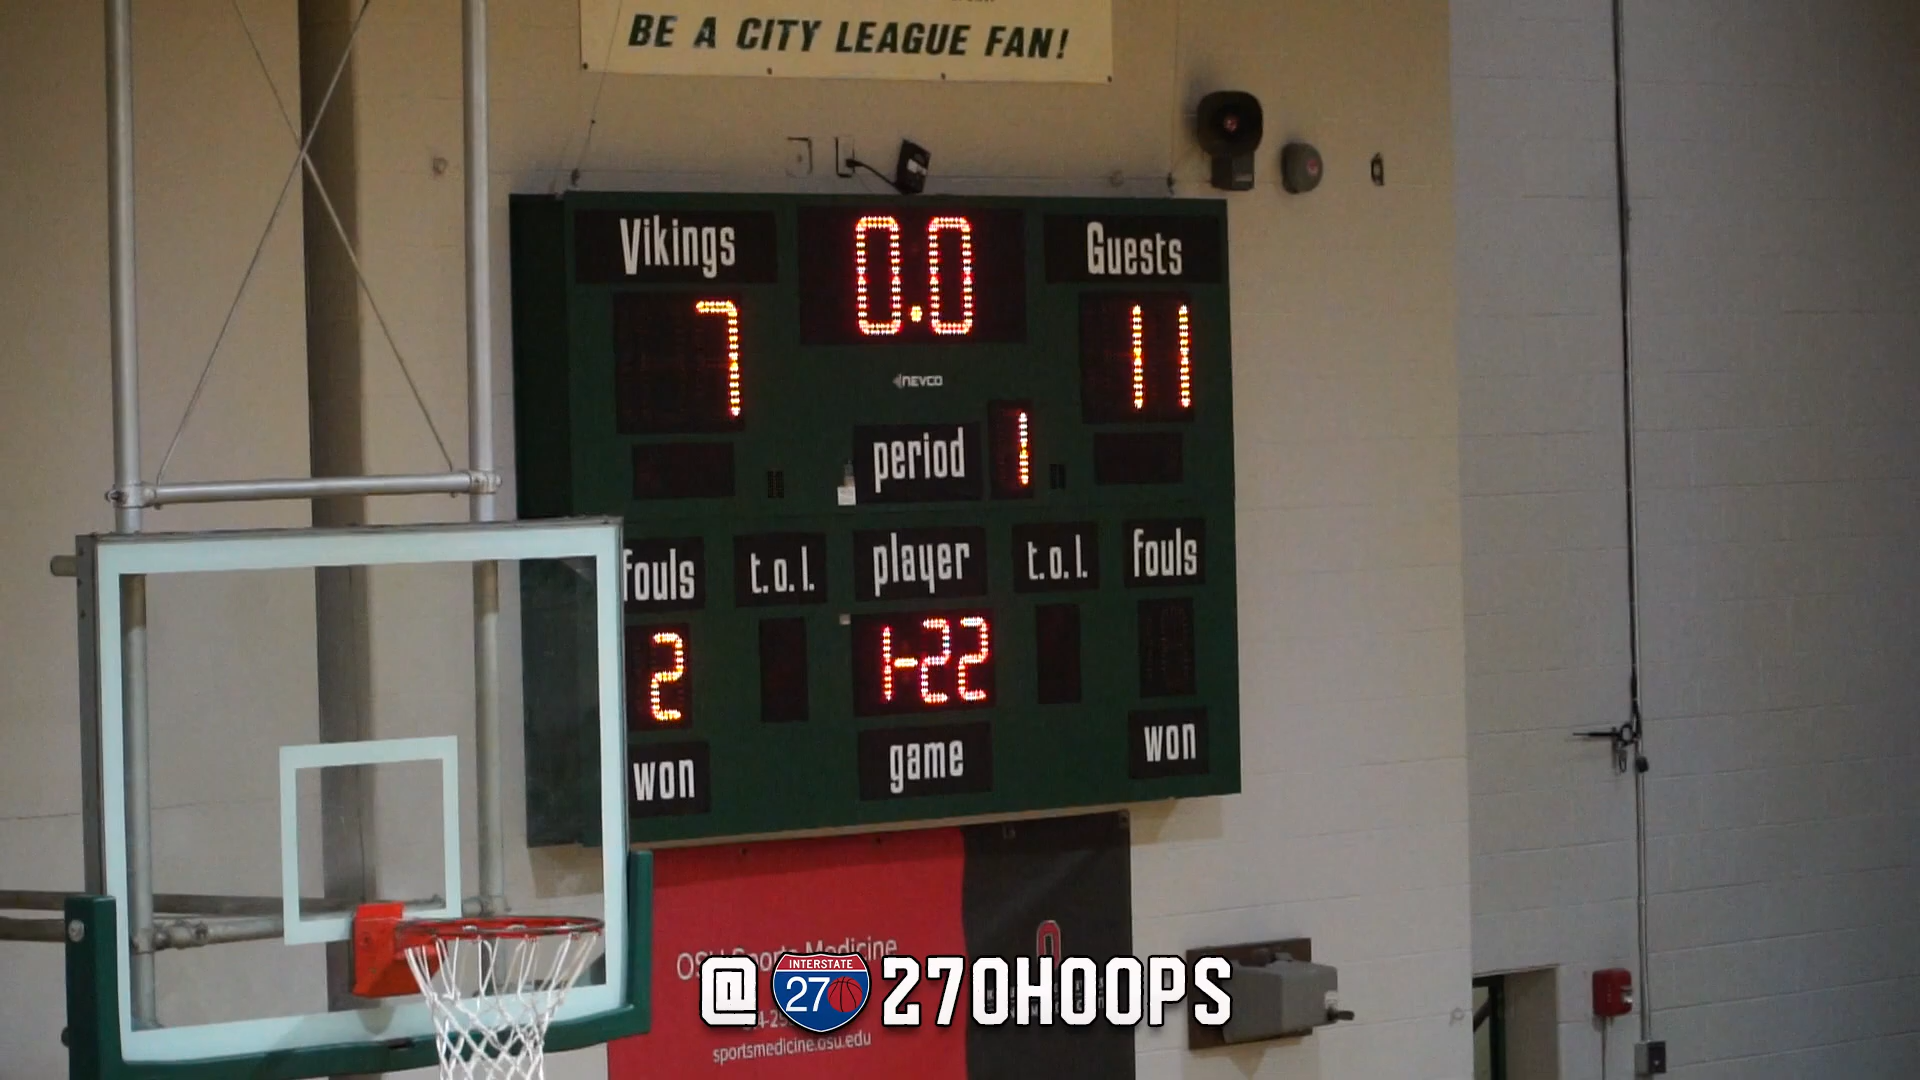 BE A CITY LEAGUE FAN!
Vikings 0.0 Guests
7 11
NEVCO
period 1
fouls t.o.l. player t.o.l. fouls
2 1-22
won game won
Sports Medicine
@ INTERSTATE 27 270HOOPS
sportsmedicine.osu.edu